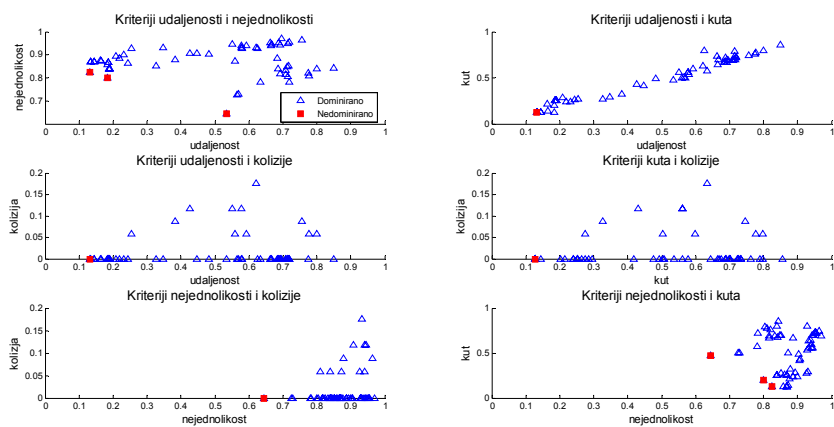 Kriteriji udaljenosti i nejednolikosti
nejednolikost
1
0.9
0.8
0.7
0 0.1 0.2 0.3 0.4 0.5 0.6 0.7 0.8 0.9 1
udaljenost
Dominirano
Nedominirano
Kriteriji udaljenosti i kuta
kut
1
0.5
0
0 0.1 0.2 0.3 0.4 0.5 0.6 0.7 0.8 0.9 1
udaljenost
Kriteriji udaljenosti i kolizije
kolizija
0.2
0.15
0.1
0.05
0
0 0.1 0.2 0.3 0.4 0.5 0.6 0.7 0.8 0.9 1
udaljenost
Kriteriji kuta i kolizije
kolizija
0.2
0.15
0.1
0.05
0
0 0.1 0.2 0.3 0.4 0.5 0.6 0.7 0.8 0.9 1
kut
Kriteriji nejednolikosti i kolizije
kolizja
0.2
0.15
0.1
0.05
0
0 0.1 0.2 0.3 0.4 0.5 0.6 0.7 0.8 0.9 1
nejednolikost
Kriteriji nejednolikosti i kuta
kut
1
0.5
0
0 0.1 0.2 0.3 0.4 0.5 0.6 0.7 0.8 0.9 1
nejednolikost